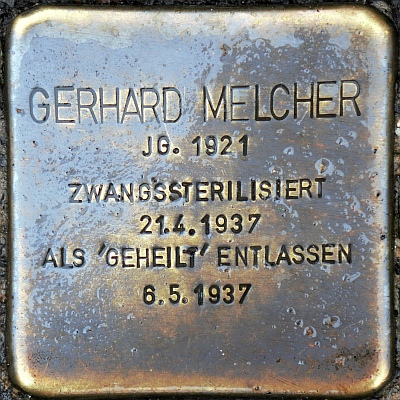 GERHARD MELCHER
JG. 1921
ZWANGSSTERILISIERT
21.4.1937
ALS 'GEHEILT' ENTLASSEN
6.5.1937